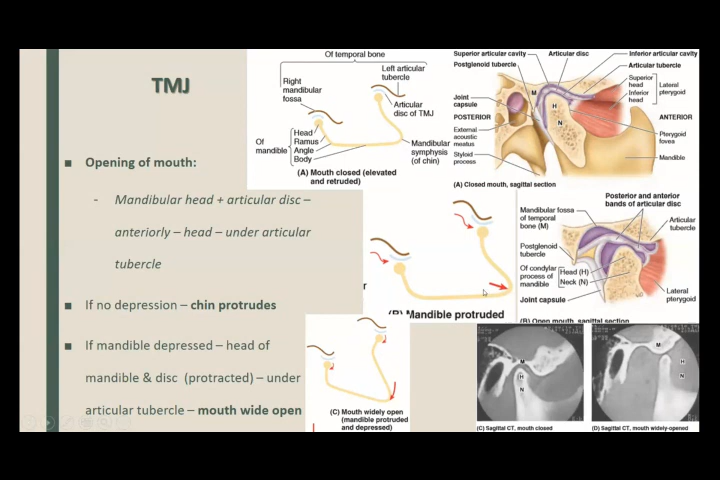 TMJ
■ Opening of mouth:
- Mandibular head + articular disc –
anteriorly – head – under articular
tubercle
■ If no depression – chin protrudes
■ If mandible depressed – head of
mandible & disc (protracted) – under
articular tubercle – mouth wide open
Of temporal bone
Right
mandibular
fossa
Left articular
tubercle
Articular
disc of TMJ
Of
mandible
Head
Ramus
Angle
Body
Mandibular
symphysis
(of chin)
(A) Mouth closed (elevated
and retruded)
Superior articular cavity
Articular disc
Inferior articular cavity
Postglenoid tubercle
Articular tubercle
Superior
head
Inferior
head
Lateral
pterygoid
Joint
capsule
POSTERIOR
ANTERIOR
External
acoustic
meatus
Styloid
process
Pterygoid
fovea
Mandible
M
H
N
(A) Closed mouth, sagittal section
r
(B) Mandible protruded
Posterior and anterior
bands of articular disc
Mandibular fossa
of temporal
bone (M)
Articular
tubercle
Postglenoid
tubercle
Of condylar
process of
mandible
Head (H)
Neck (N)
Joint capsule
Lateral
pterygoid
(B) Open mouth, sagittal section
(C) Mouth widely open
(mandible protruded
and depressed)
M
H
N
(C) Sagittal CT, mouth closed
M
H
N
(D) Sagittal CT, mouth widely-opened